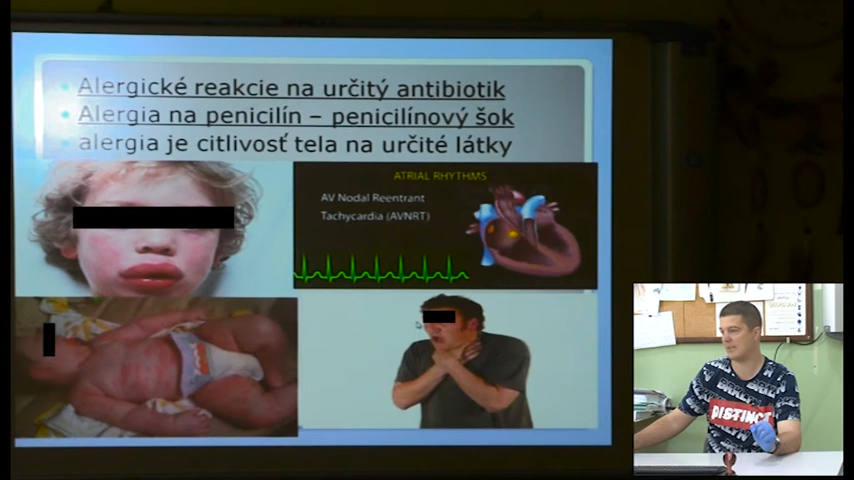 Alergické reakcie na určitý antibiotik
Alergia na penicilín – penicilínový šok
alergia je citlivosť tela na určité látky
ATRIAL RHYTHMS
AV Nodal Reentrant
Tachycardia (AVNRT)
DISTINCT